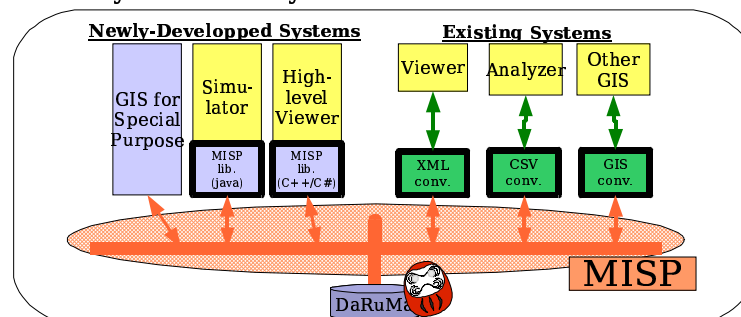 Newly-Developped Systems
Existing Systems
GIS for
Special
Purpose
Simu-
lator
High-
level
Viewer
Viewer
Analyzer
Other
GIS
MISP
lib.
(java)
MISP
lib.
(C++/C#)
XML
conv.
CSV
conv.
GIS
conv.
MISP
DaRuMa